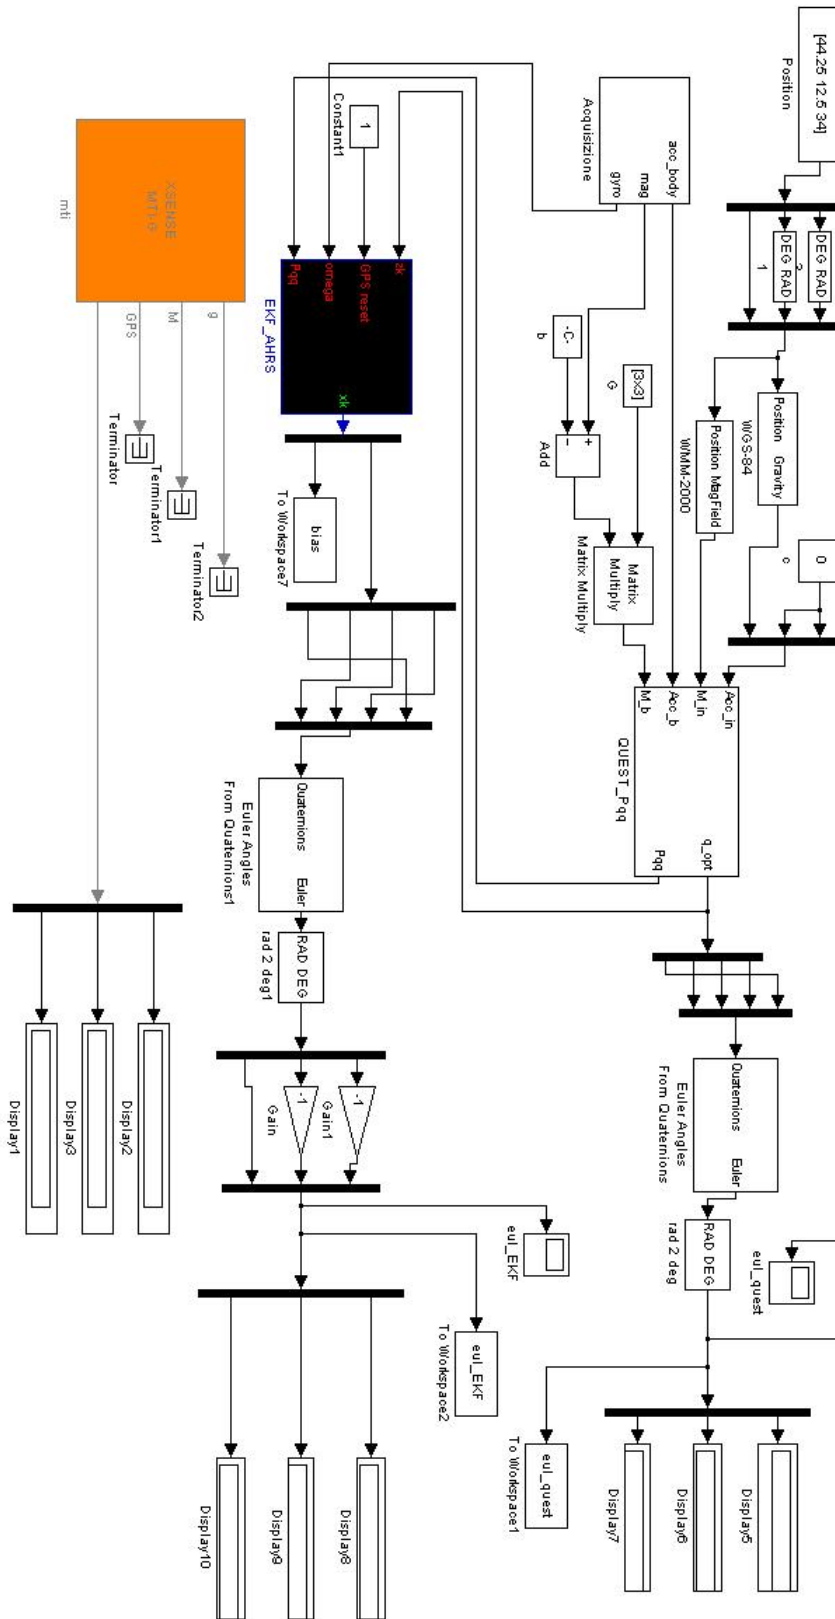 [44.25 12.5 34]
Position
DEG RAD
2
DEG RAD
1
Position Gravity
WGS-84
Position MagField
WMM-2000
0
c
acc_body
mag
gyro
Acquisizione
[3x3]
G
-C-
b
+
-
Add
Matrix
Multiply
Matrix Multiply
Acc_in
M_in
Acc_b
M_b
q_opt
Pqq
QUEST_Pqq
Quaternions Euler
Euler Angles
From Quaternions
RAD DEG
rad 2 deg
eul_quest
eul_quest
To Workspace1
Display5
Display6
Display7
1
Constant1
zk
GPS reset
omega
Pqq
xk
EKF_AHRS
bias
To Workspace7
Quaternions Euler
Euler Angles
From Quaternions1
RAD DEG
rad 2 deg1
-1
Gain1
-1
Gain
eul_EKF
eul_EKF
To Workspace2
Display8
Display9
Display10
XSENSE
MTI-G
mti
g
M
GPS
Terminator2
Terminator1
Terminator
Display2
Display3
Display1